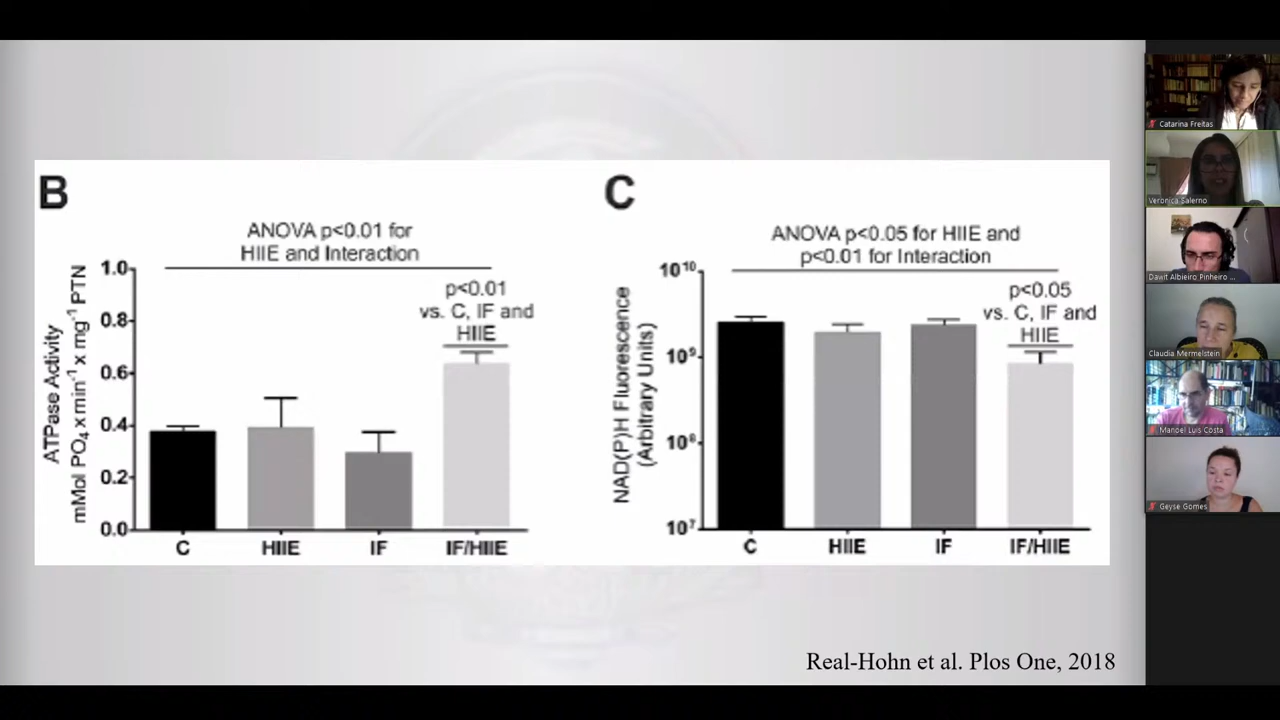 B
ANOVA p<0.01 for
HIIE and Interaction
p<0.01
vs. C, IF and
HIIE
ATPase Activity
mMol PO4 x min-1 x mg-1 PTN
1.0
0.8
0.6
0.4
0.2
0.0
C HIIE IF IF/HIIE
C
ANOVA p<0.05 for HIIE and
p<0.01 for Interaction
p<0.05
vs. C, IF and
HIIE
NAD(P)H Fluorescence
(Arbitrary Units)
10^10
10^9
10^8
10^7
C HIIE IF IF/HIIE
Real-Hohn et al. Plos One, 2018
Catarina Freitas
Veronica Salerno
Dawit Albieiro Pinheiro ...
Claudia Mermelstein
Manoel Luis Costa
Geyse Gomes